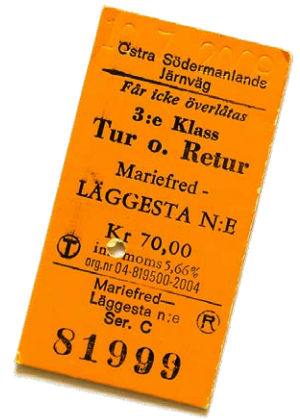 Östra Södermanlands
Järnväg
Får icke överlåtas
3:e Klass
Tur o. Retur
Mariefred -
LÄGGESTA N:E
Kr 70,00
T
in moms 5,66%
org.nr 04-819500-2004
Mariefred—
Läggesta n:e
R
Ser. C
81999